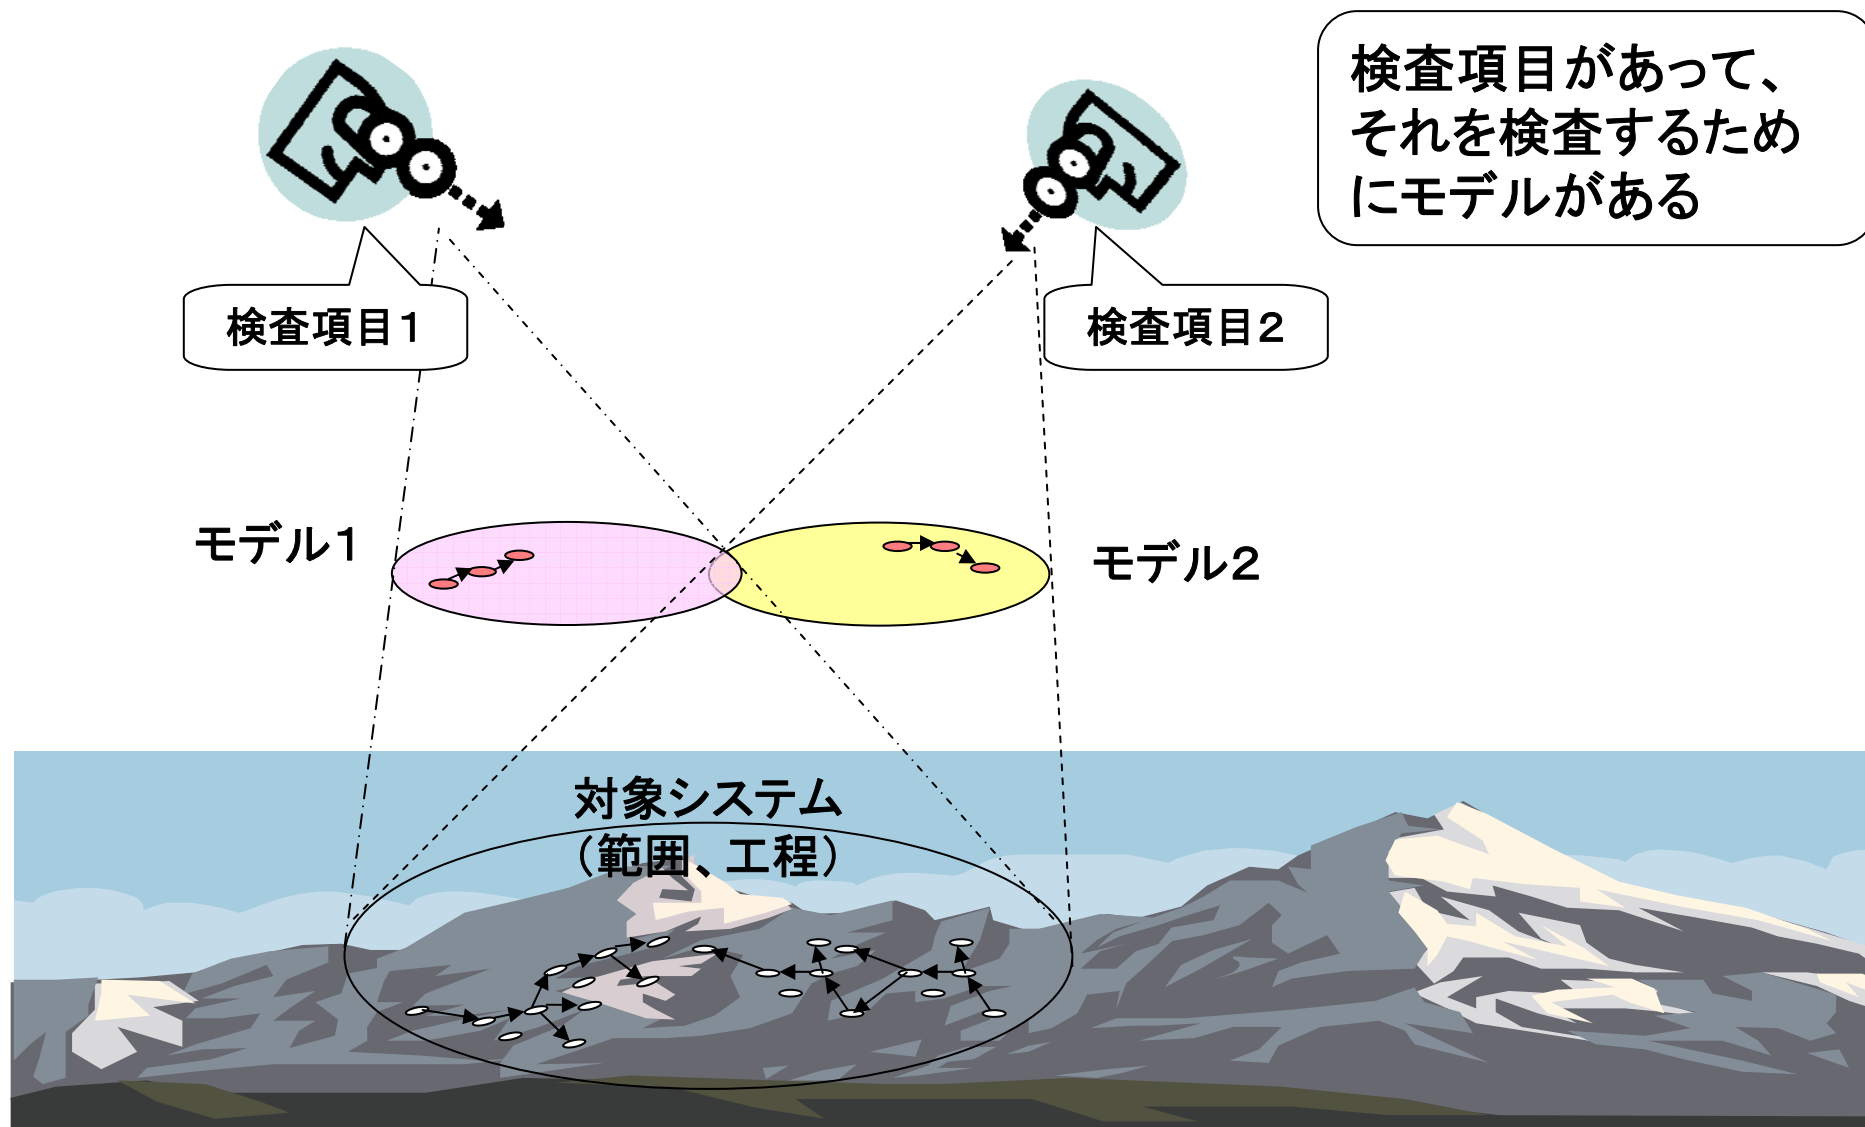 検査項目があって、
それを検査するため
にモデルがある
検査項目1
検査項目2
モデル1
モデル2
対象システム
（範囲、工程）